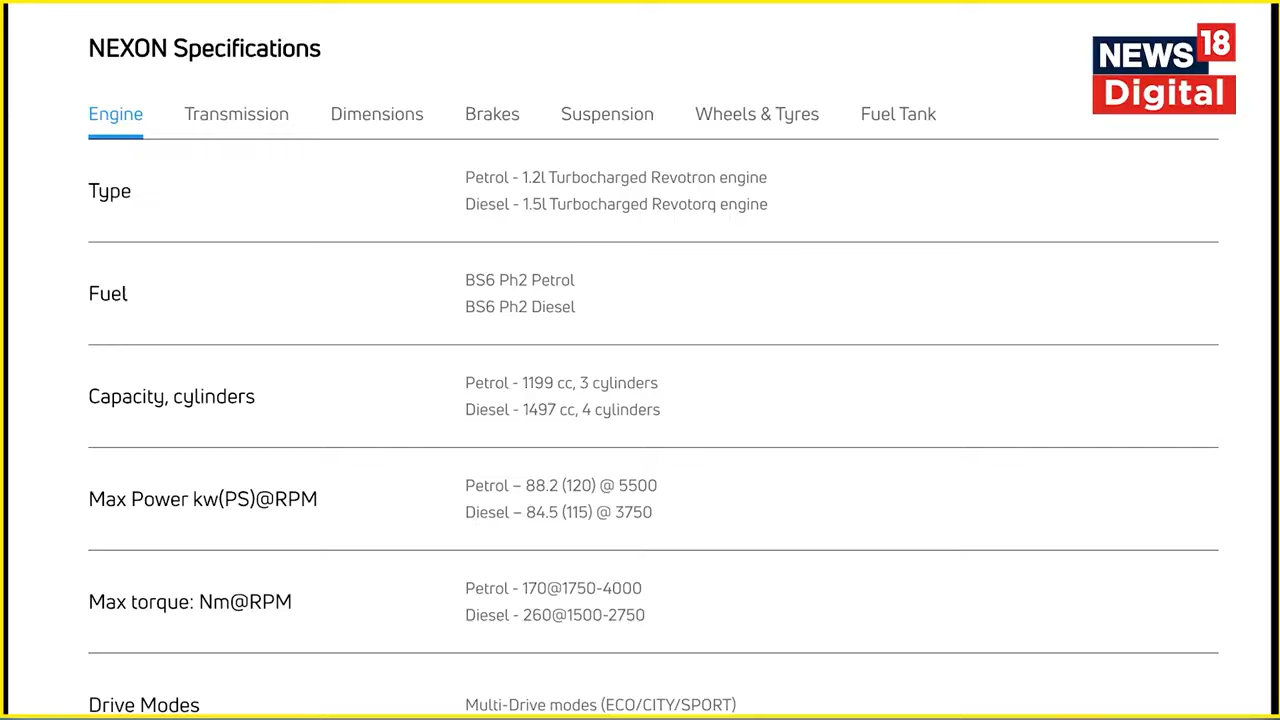 NEXON Specifications
NEWS 18
Digital
Engine Transmission Dimensions Brakes Suspension Wheels & Tyres Fuel Tank
Type
Petrol - 1.2l Turbocharged Revotron engine
Diesel - 1.5l Turbocharged Revotorq engine
Fuel
BS6 Ph2 Petrol
BS6 Ph2 Diesel
Capacity, cylinders
Petrol - 1199 cc, 3 cylinders
Diesel - 1497 cc, 4 cylinders
Max Power kw(PS)@RPM
Petrol – 88.2 (120) @ 5500
Diesel – 84.5 (115) @ 3750
Max torque: Nm@RPM
Petrol - 170@1750-4000
Diesel - 260@1500-2750
Drive Modes
Multi-Drive modes (ECO/CITY/SPORT)